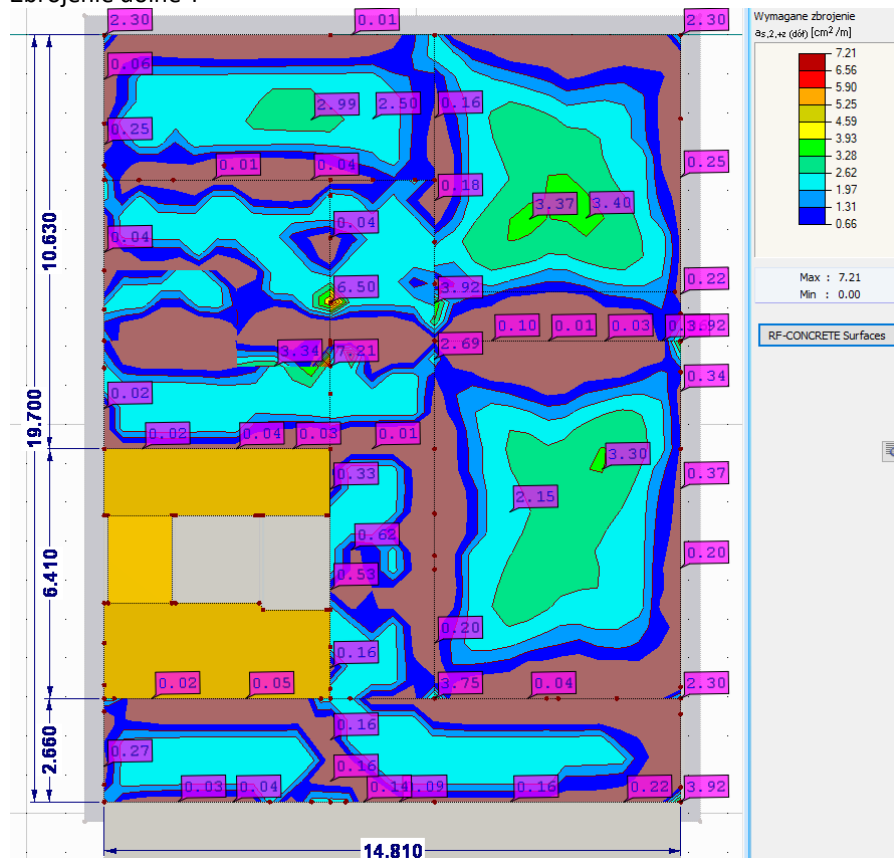 2.30 0.01 2.30
Wymagane zbrojenie
as,2,+z (dół) [cm² /m]
7.21
6.56
5.90
5.25
4.59
3.93
3.28
2.62
1.97
1.31
0.66
Max : 7.21
Min : 0.00
RF-CONCRETE Surfaces
0.06
2.99 2.50 0.16
0.25
0.01 0.04 0.25
0.18
3.37 3.40
0.04
0.04
10.630
6.50 3.92 0.22
0.10 0.01 0.03
3.34 7.21 2.69
0.34
0.02
19.700
0.02 0.04 0.03 0.01
3.30
0.33 0.37
2.15
0.62
0.53 0.20
6.410
0.20
0.16
0.02 0.05 3.75 0.04 2.30
0.16
0.27
0.16
2.660
0.03 0.04 0.14 0.16 0.22 3.92
14.810